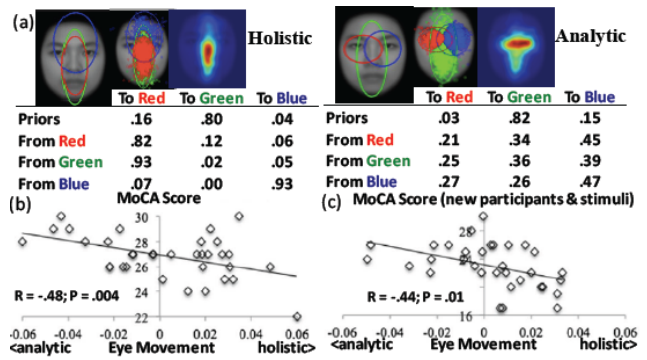 (a)
Holistic
To Red To Green To Blue
Priors .16 .80 .04
From Red .82 .12 .06
From Green .93 .02 .05
From Blue .07 .00 .93
Analytic
To Red To Green To Blue
Priors .03 .82 .15
From Red .21 .34 .45
From Green .25 .36 .39
From Blue .27 .26 .47
(b) MoCA Score
30
28
26
24
22
R = -.48; P = .004
-0.06 -0.04 -0.02 0 0.02 0.04 0.06
<analytic Eye Movement holistic>
(c) MoCA Score (new participants & stimuli)
28
16
R = -.44; P = .01
-0.06 -0.04 -0.02 0 0.02 0.04 0.06
<analytic Eye Movement holistic>